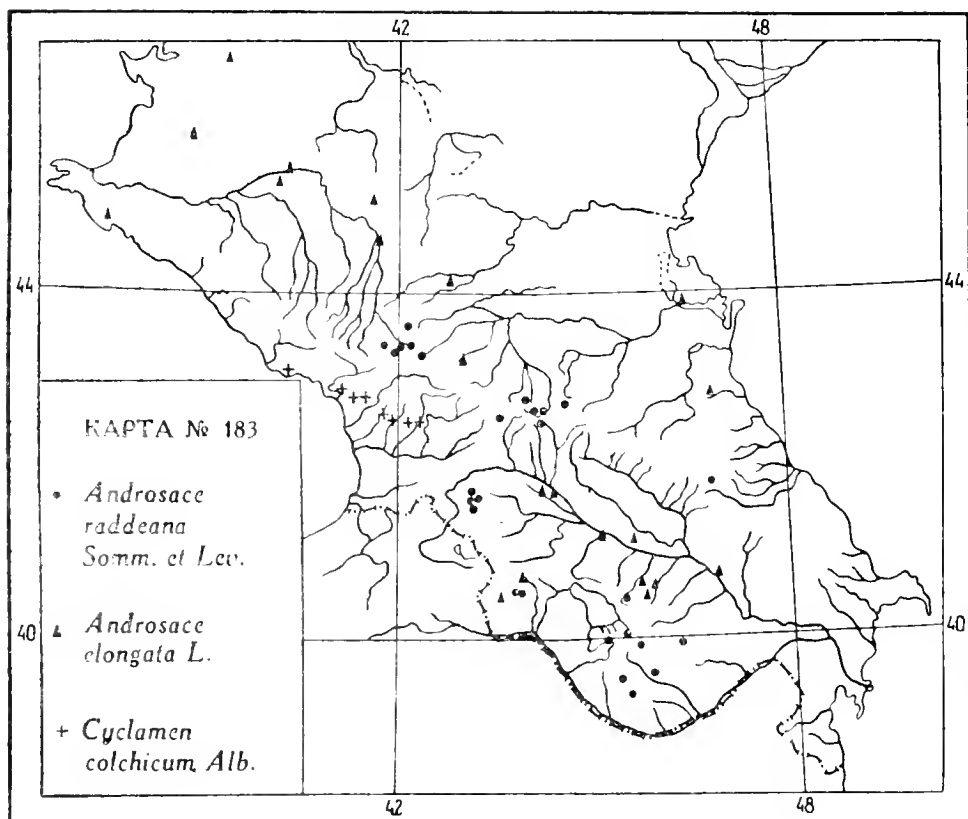 42 48
44 44
КАРТА № 183
• Androsace
raddeana
Somm. et Lev.
▲ Androsace
elongata L.
+ Cyclamen
colchicum Alb.
40 40
42 48